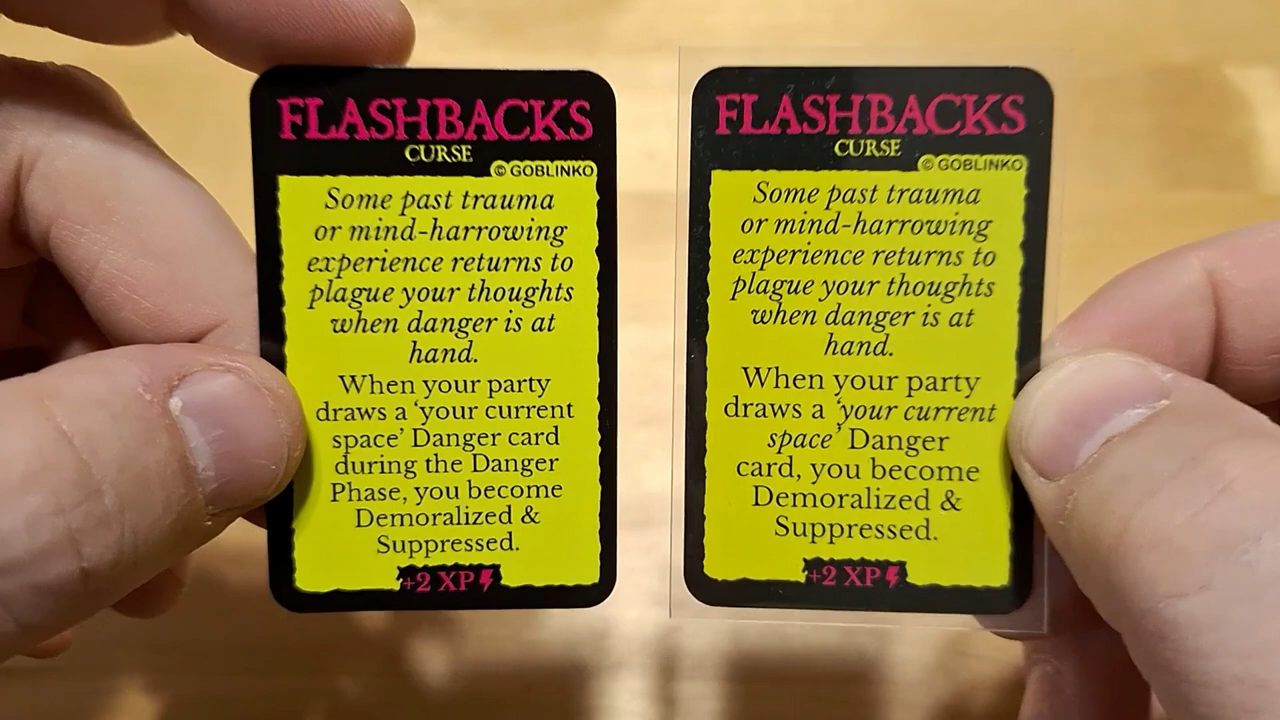 FLASHBACKS
CURSE
© GOBLINKO
Some past trauma
or mind-harrowing
experience returns to
plague your thoughts
when danger is at
hand.
When your party
draws a ‘your current
space’ Danger card
during the Danger
Phase, you become
Demoralized &
Suppressed.
+2 XP
FLASHBACKS
CURSE
© GOBLINKO
Some past trauma
or mind-harrowing
experience returns to
plague your thoughts
when danger is at
hand.
When your party
draws a ‘your current
space’ Danger
card, you become
Demoralized &
Suppressed.
+2 XP